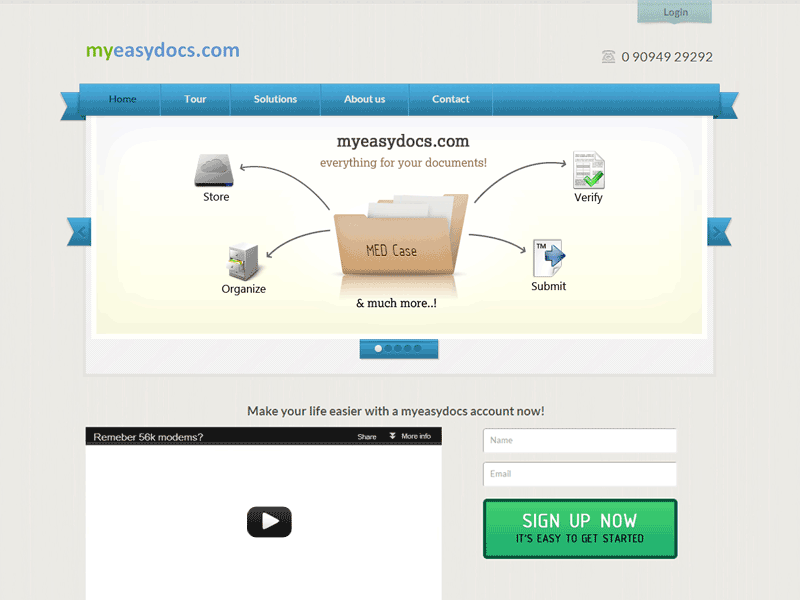 Login
myeasydocs.com
0 90949 29292
Home Tour Solutions About us Contact
myeasydocs.com
everything for your documents!
Store
Verify
MED Case
Organize
TM
Submit
& much more..!
Make your life easier with a myeasydocs account now!
Remeber 56k modems? Share More info
Name
Email
SIGN UP NOW
IT'S EASY TO GET STARTED